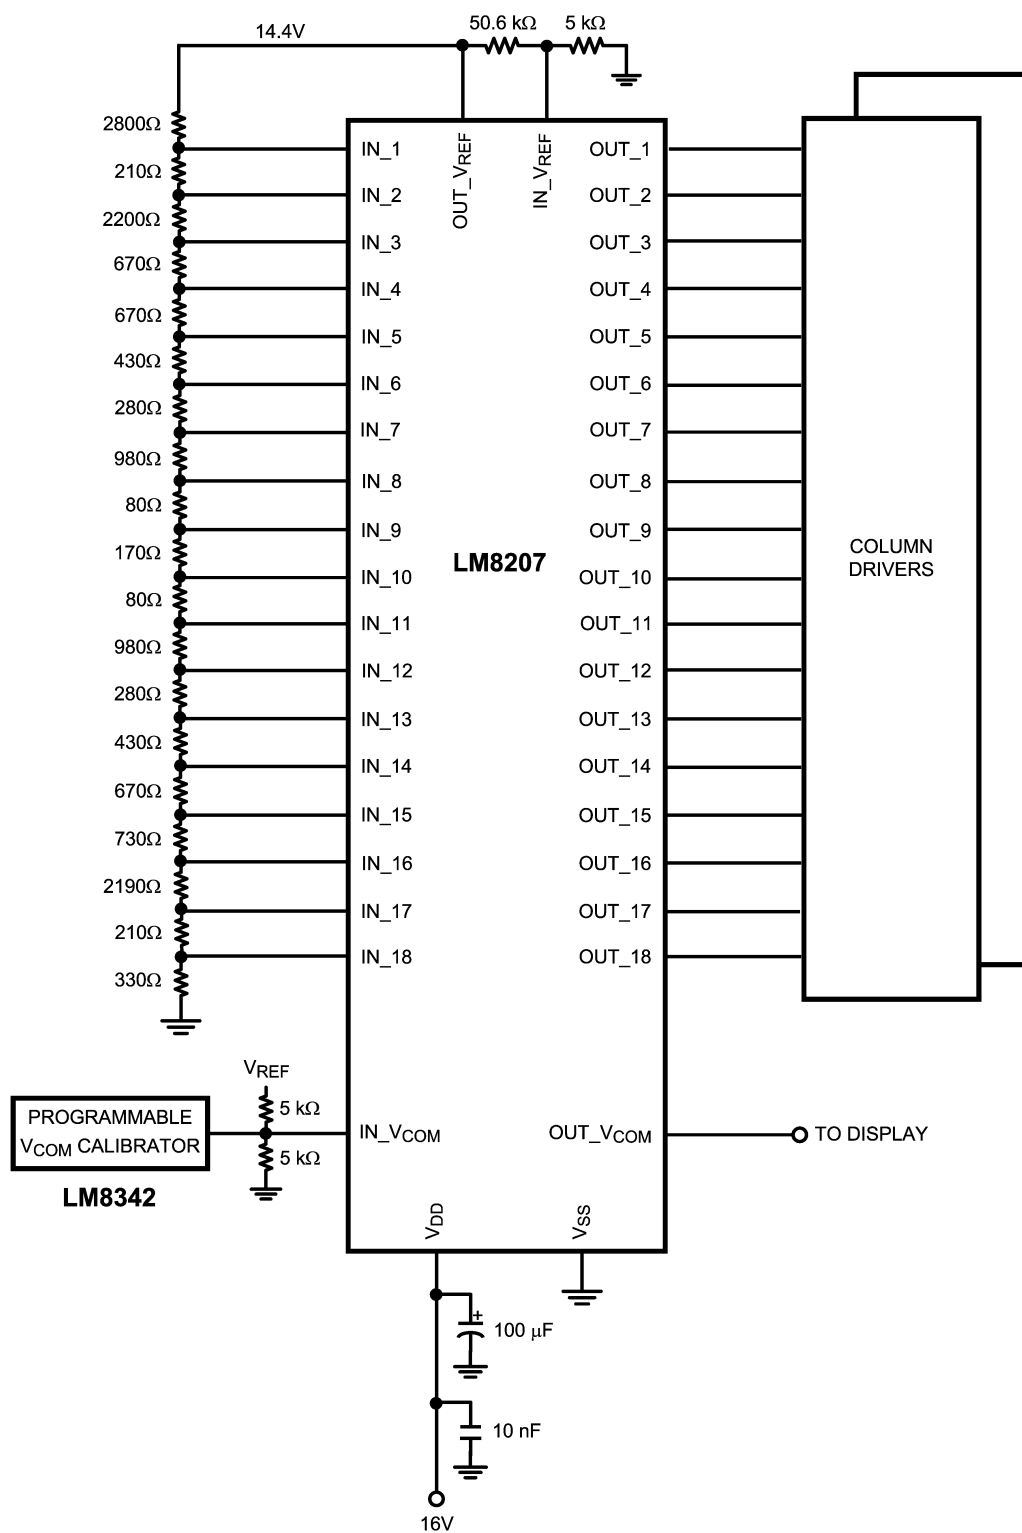 50.6 kΩ 5 kΩ
14.4V
2800Ω
IN_1 OUT_VREF IN_VREF OUT_1
210Ω
IN_2 OUT_2
2200Ω
IN_3 OUT_3
670Ω
IN_4 OUT_4
670Ω
IN_5 OUT_5
430Ω
IN_6 OUT_6
280Ω
IN_7 OUT_7
980Ω
IN_8 OUT_8
80Ω
IN_9 OUT_9
170Ω
LM8207
COLUMN
DRIVERS
IN_10 OUT_10
80Ω
IN_11 OUT_11
980Ω
IN_12 OUT_12
280Ω
IN_13 OUT_13
430Ω
IN_14 OUT_14
670Ω
IN_15 OUT_15
730Ω
IN_16 OUT_16
2190Ω
IN_17 OUT_17
210Ω
IN_18 OUT_18
330Ω
VREF
5 kΩ
PROGRAMMABLE
VCOM CALIBRATOR
IN_VCOM OUT_VCOM TO DISPLAY
5 kΩ
LM8342
VDD VSS
+
100 μF
10 nF
16V